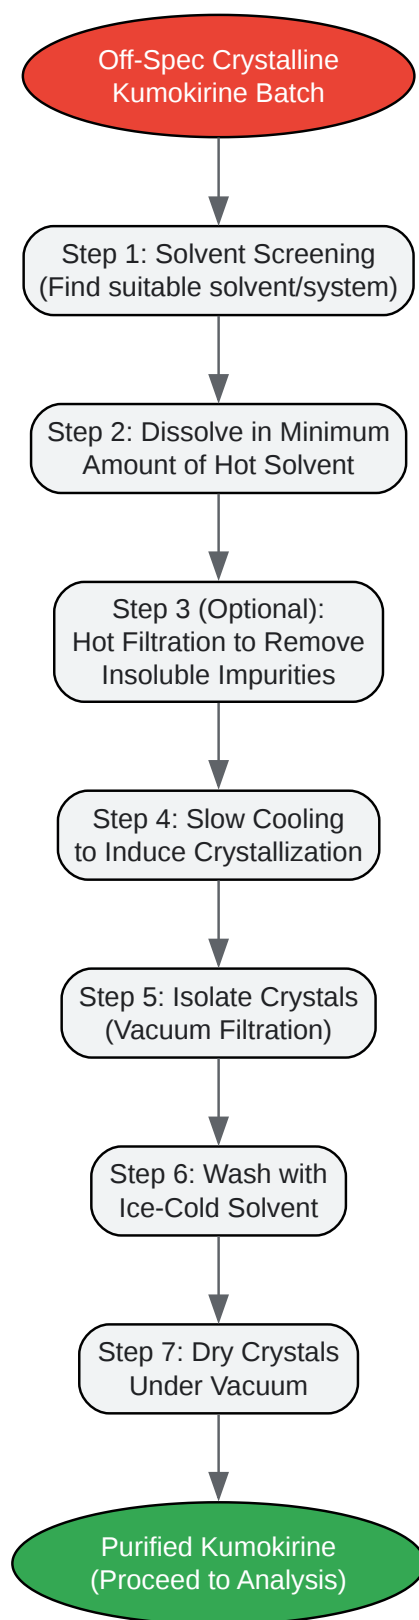 Off-Spec Crystalline
Kumokirine Batch
Step 1: Solvent Screening
(Find suitable solvent/system)
Step 2: Dissolve in Minimum
Amount of Hot Solvent
Step 3 (Optional):
Hot Filtration to Remove
Insoluble Impurities
Step 4: Slow Cooling
to Induce Crystallization
Step 5: Isolate Crystals
(Vacuum Filtration)
Step 6: Wash with
Ice-Cold Solvent
Step 7: Dry Crystals
Under Vacuum
Purified Kumokirine
(Proceed to Analysis)